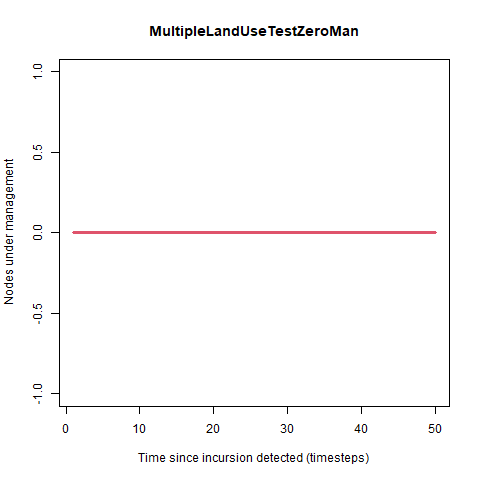 MultipleLandUseTestZeroMan
Nodes under management
1.0
0.5
0.0
-0.5
-1.0
0 10 20 30 40 50
Time since incursion detected (timesteps)